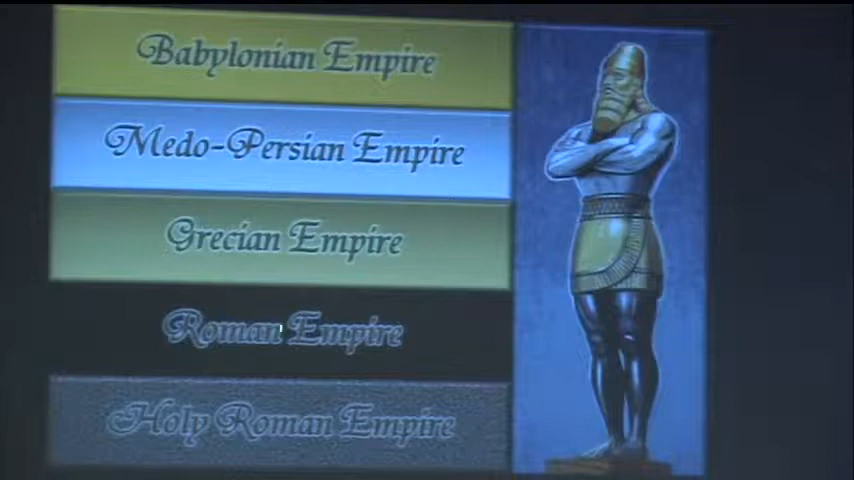 Babylonian Empire
Medo-Persian Empire
Grecian Empire
Roman Empire
Holy Roman Empire